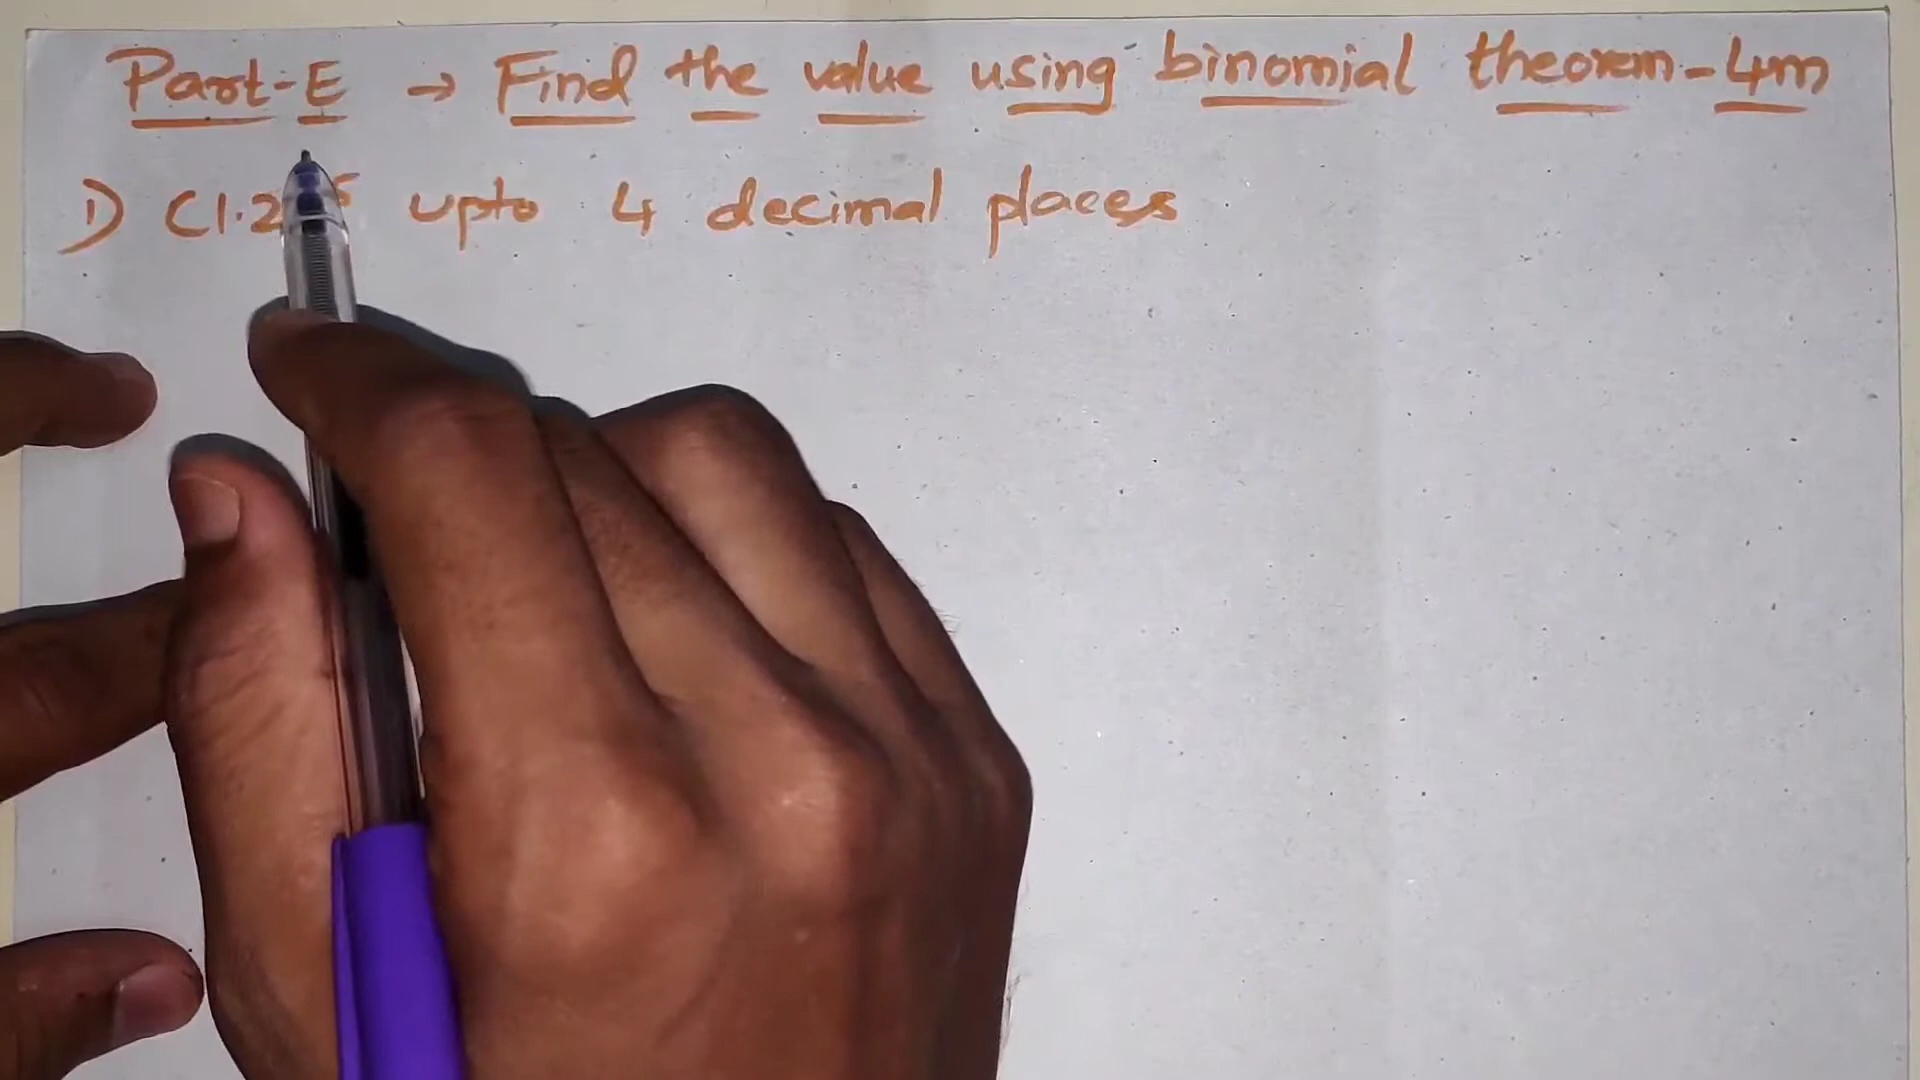 Part-E → Find the value using binomial theorem - 4m
1) (1.2 upto 4 decimal places